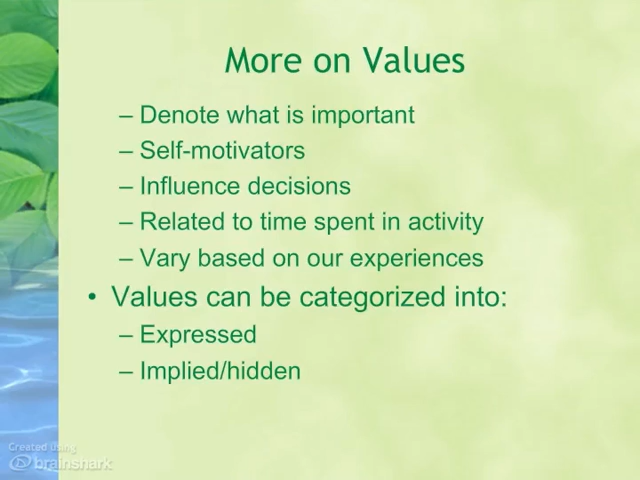 More on Values
– Denote what is important
– Self-motivators
– Influence decisions
– Related to time spent in activity
– Vary based on our experiences
• Values can be categorized into:
– Expressed
– Implied/hidden
Created using
brainshark